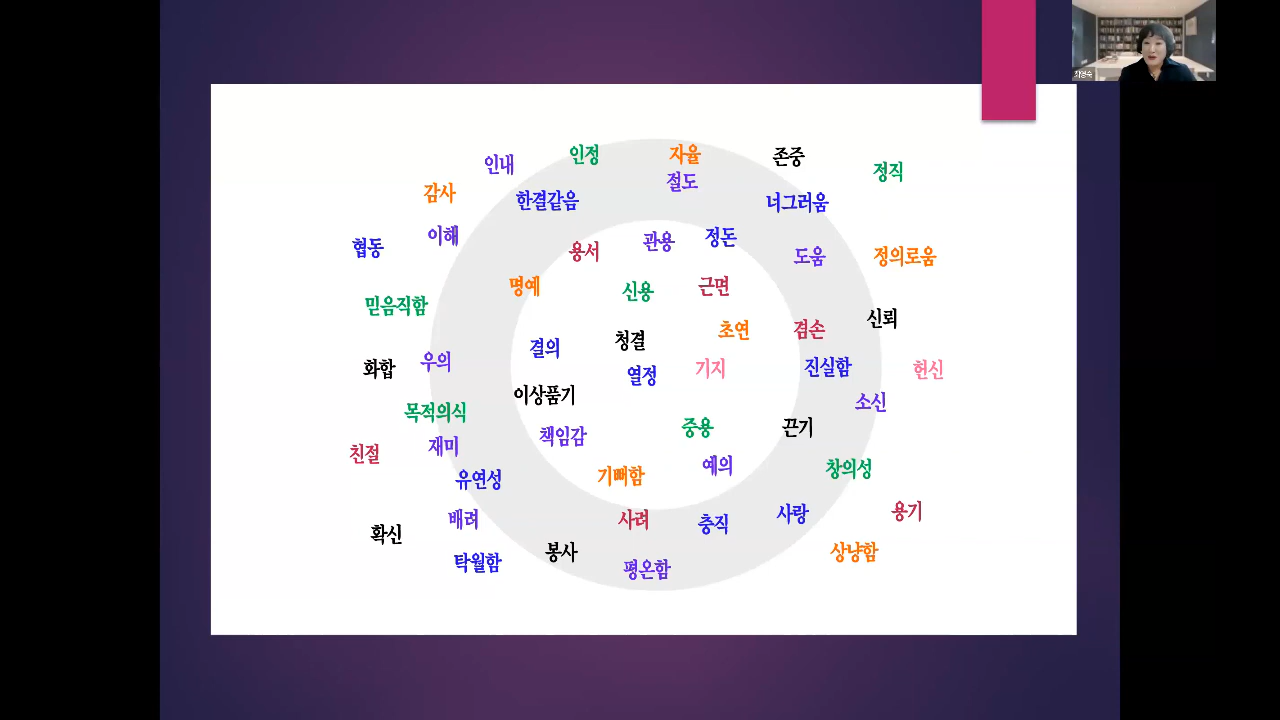 인내
인정
자율
존중
정직
감사
한결같음
절도
너그러움
협동
이해
용서
관용
정돈
도움
정의로움
믿음직함
명예
신용
근면
초연
겸손
신뢰
화합
우의
결의
청결
열정
기지
진실함
헌신
이상품기
소신
목적의식
재미
책임감
중용
끈기
친절
유연성
기뻐함
예의
창의성
확신
배려
사려
충직
사랑
용기
탁월함
봉사
평온함
상냥함